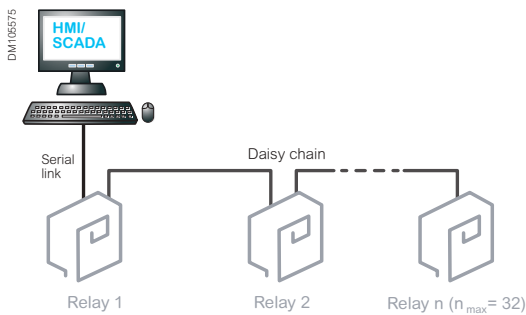 DM105575
HMI/
SCADA
Serial
link
Daisy chain
Relay 1
Relay 2
Relay n (n max= 32)